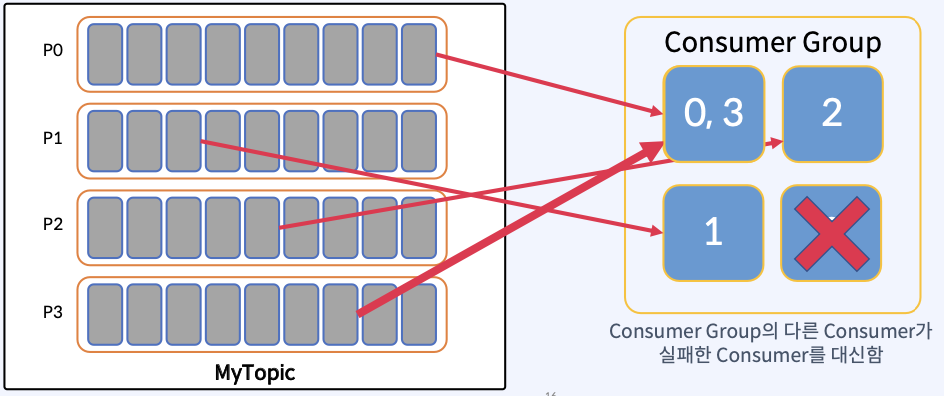 P0
P1
P2
P3
MyTopic
Consumer Group
0, 3
2
1
Consumer Group의 다른 Consumer가
실패한 Consumer를 대신함